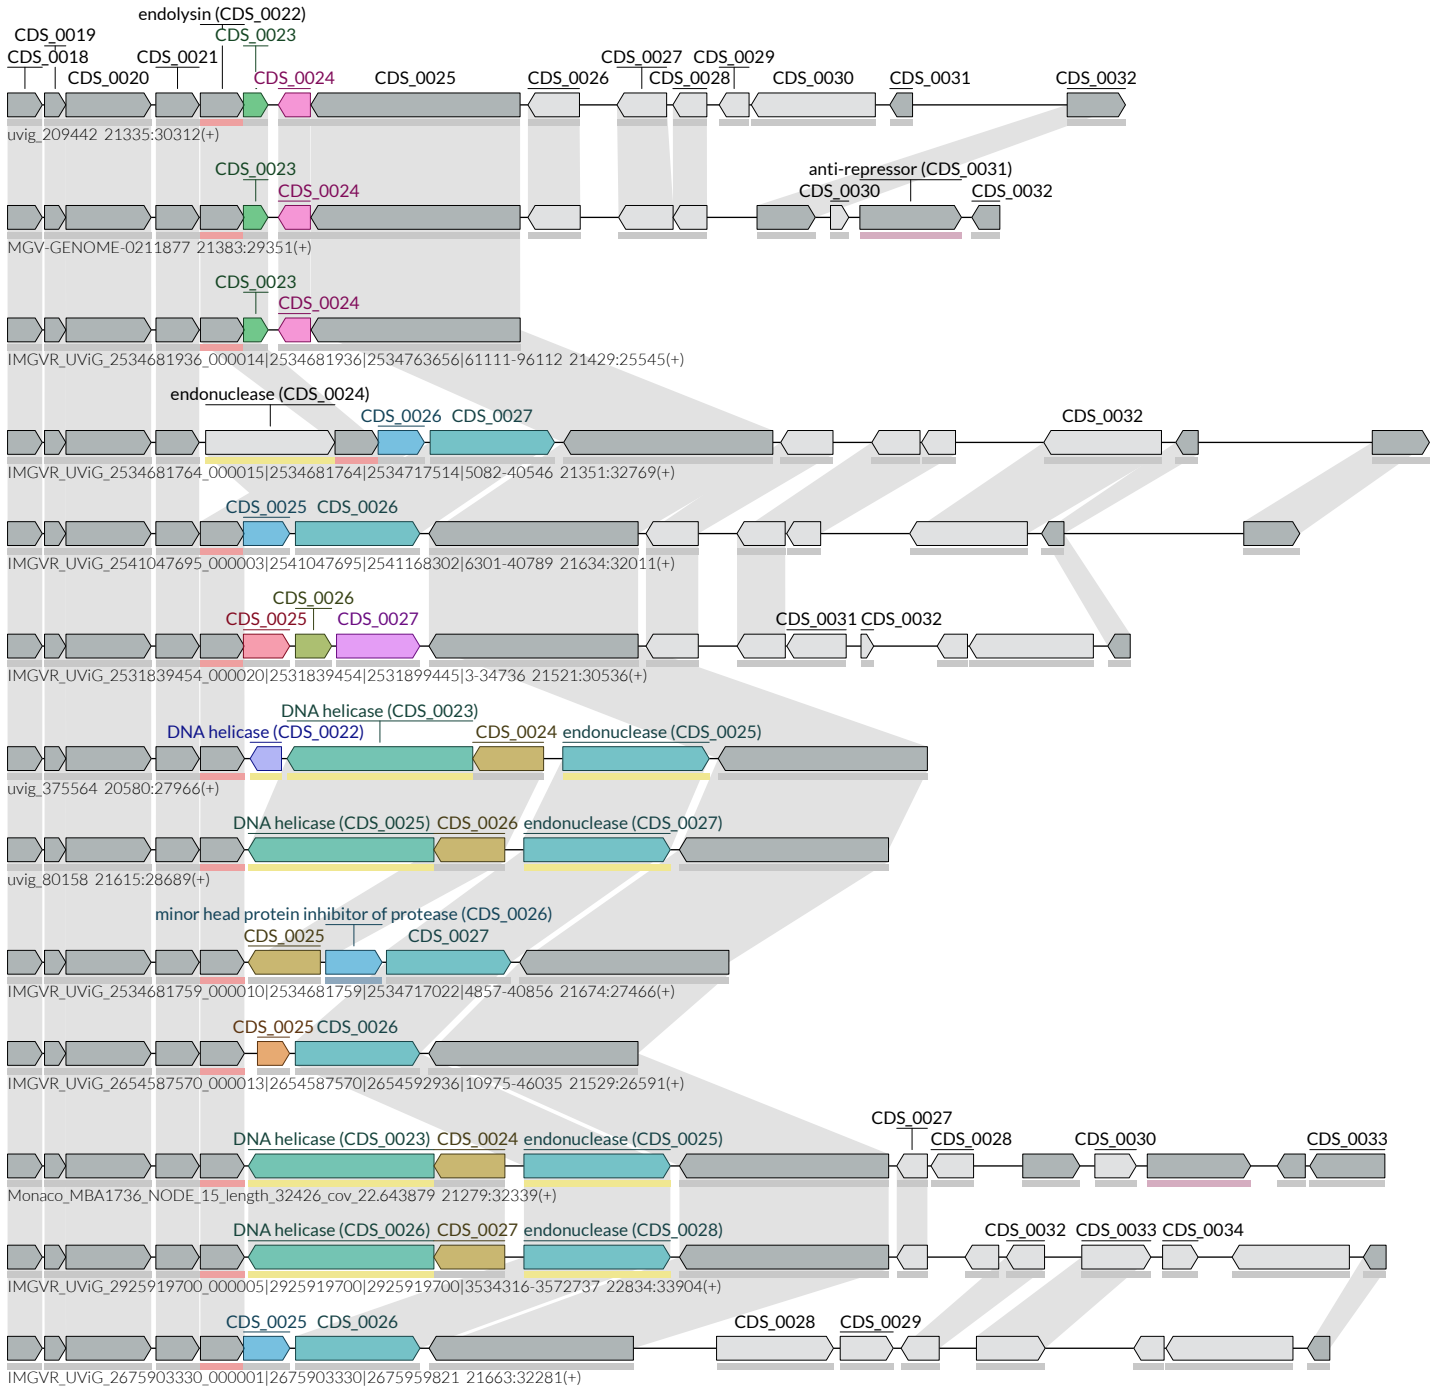 endolysin (CDS_0022)
CDS_0019 CDS_0023
CDS_0018 CDS_0021 CDS_0027 CDS_0029
CDS_0020 CDS_0024 CDS_0025 CDS_0026 CDS_0028 CDS_0030 CDS_0031 CDS_0032
uvig_209442 21335:30312(+)
CDS_0023 anti-repressor (CDS_0031)
CDS_0024 CDS_0030 CDS_0032
MGV-GENOME-0211877 21383:29351(+)
CDS_0023
CDS_0024
IMGVR_UViG_2534681936_000014|2534681936|2534763656|61111-96112 21429:25545(+)
endonuclease (CDS_0024)
CDS_0026 CDS_0027 CDS_0032
IMGVR_UViG_2534681764_000015|2534681764|2534717514|5082-40546 21351:32769(+)
CDS_0025 CDS_0026
IMGVR_UViG_2541047695_000003|2541047695|2541168302|6301-40789 21634:32011(+)
CDS_0026
CDS_0025 CDS_0027 CDS_0031 CDS_0032
IMGVR_UViG_2531839454_000020|2531839454|2531899445|3-34736 21521:30536(+)
DNA helicase (CDS_0023)
DNA helicase (CDS_0022) CDS_0024 endonuclease (CDS_0025)
uvig_375564 20580:27966(+)
DNA helicase (CDS_0025) CDS_0026 endonuclease (CDS_0027)
uvig_80158 21615:28689(+)
minor head protein inhibitor of protease (CDS_0026)
CDS_0025 CDS_0027
IMGVR_UViG_2534681759_000010|2534681759|2534717022|4857-40856 21674:27466(+)
CDS_0025 CDS_0026
IMGVR_UViG_2654587570_000013|2654587570|2654592936|10975-46035 21529:26591(+)
CDS_0027
DNA helicase (CDS_0023) CDS_0024 endonuclease (CDS_0025) CDS_0028 CDS_0030 CDS_0033
Monaco_MBA1736_NODE_15_length_32426_cov_22.643879 21279:32339(+)
DNA helicase (CDS_0026) CDS_0027 endonuclease (CDS_0028) CDS_0032 CDS_0033 CDS_0034
IMGVR_UViG_2925919700_000005|2925919700|2925919700|3534316-3572737 22834:33904(+)
CDS_0025 CDS_0026 CDS_0028 CDS_0029
IMGVR_UViG_2675903330_000001|2675903330|2675959821 21663:32281(+)